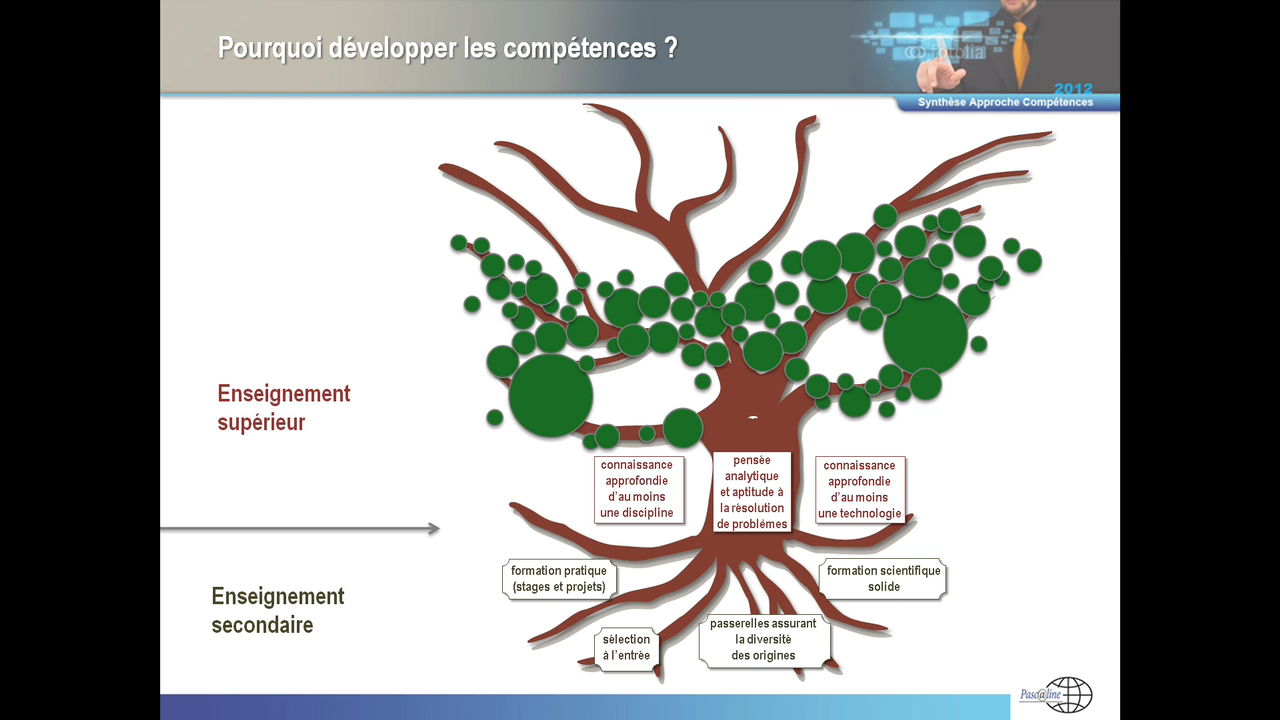 Pourquoi développer les compétences ?
fotolia
2012
Synthèse Approche Compétences
Enseignement
supérieur
connaissance
approfondie
d'au moins
une discipline
pensée
analytique
et aptitude à
la résolution
de problèmes
connaissance
approfondie
d'au moins
une technologie
Enseignement
secondaire
formation pratique
(stages et projets)
formation scientifique
solide
sélection
à l'entrée
passerelles assurant
la diversité
des origines
Pasc@line